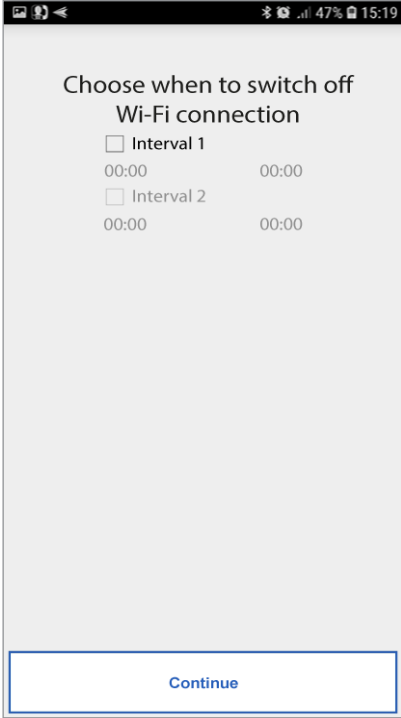 47% 15:19
Choose when to switch off
Wi-Fi connection
Interval 1
00:00 00:00
Interval 2
00:00 00:00
Continue